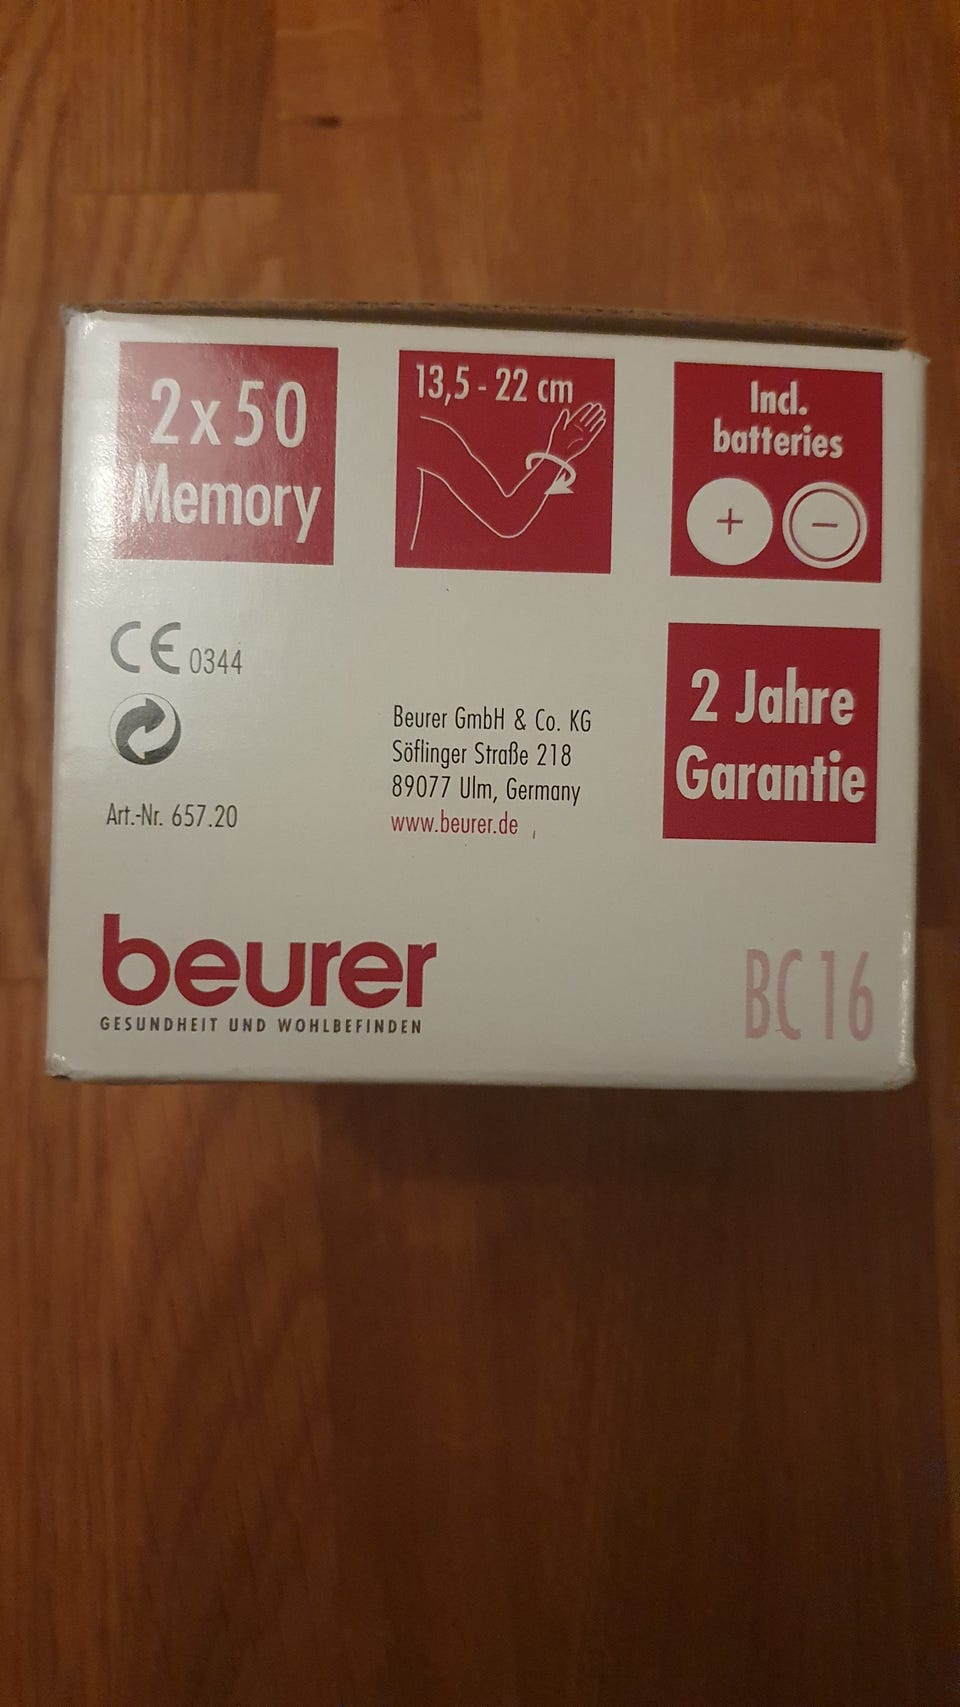 2 x 50
Memory
13,5 - 22 cm
Incl.
batteries
+ −
CE 0344
Art.-Nr. 657.20
Beurer GmbH & Co. KG
Söflinger Straße 218
89077 Ulm, Germany
www.beurer.de
2 Jahre
Garantie
beurer
GESUNDHEIT UND WOHLBEFINDEN
BC 16